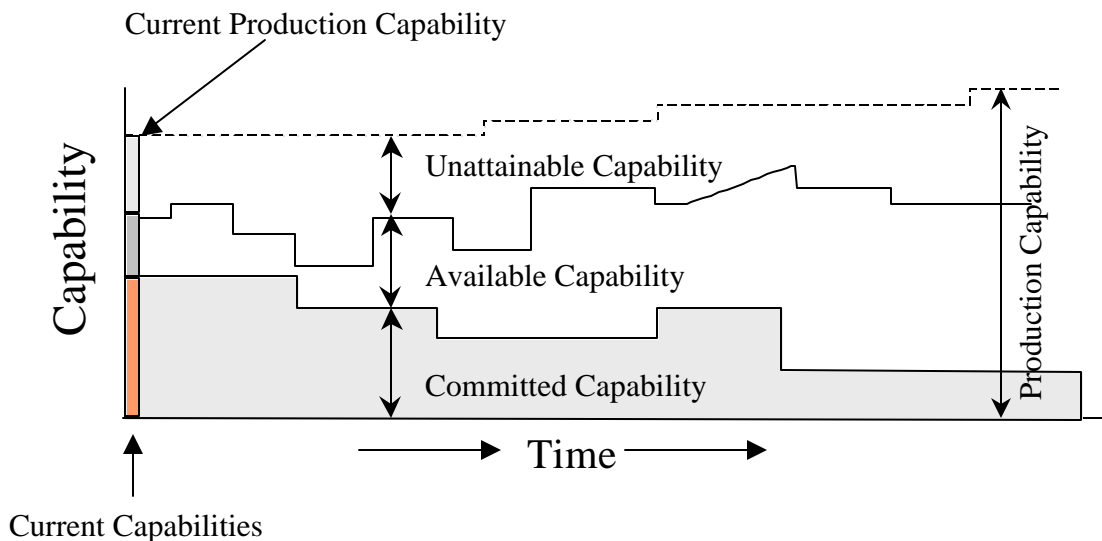 Current Production Capability
Capability
Unattainable Capability
Available Capability
Committed Capability
Production Capability
Time
Current Capabilities